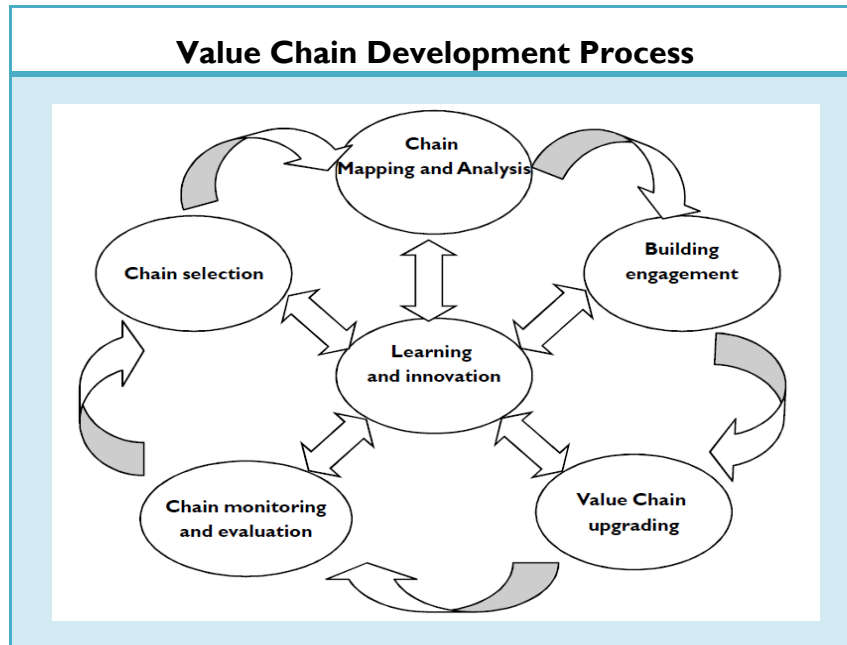 Value Chain Development Process
Chain
Mapping and Analysis
Building
engagement
Chain selection
Learning
and innovation
Value Chain
upgrading
Chain monitoring
and evaluation